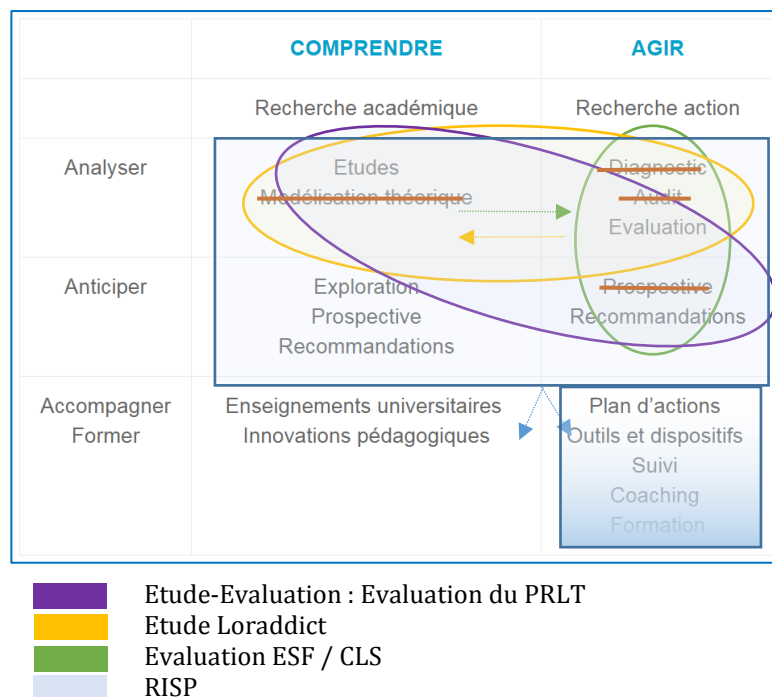 COMPRENDRE
AGIR
Recherche académique
Recherche action
Analyser
Etudes
Modélisation théorique
Diagnostic
Audit
Evaluation
Anticiper
Exploration
Prospective
Recommandations
Prospective
Recommandations
Accompagner
Former
Enseignements universitaires
Innovations pédagogiques
Plan d'actions
Outils et dispositifs
Suivi
Coaching
Formation
Etude-Evaluation : Evaluation du PRLT
Etude Loraddict
Evaluation ESF / CLS
RISP